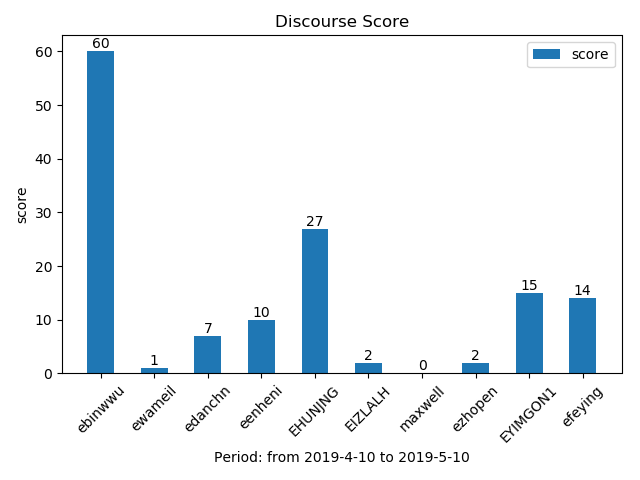 Discourse Score
score
60
50
40
30
20
10
0
score
60
1
7
10
27
2
0
2
15
14
ebinwwu
ewameil
edanchn
eenheni
EHUNJNG
EIZLALH
maxwell
ezhopen
EYIMGON1
efeying
Period: from 2019-4-10 to 2019-5-10